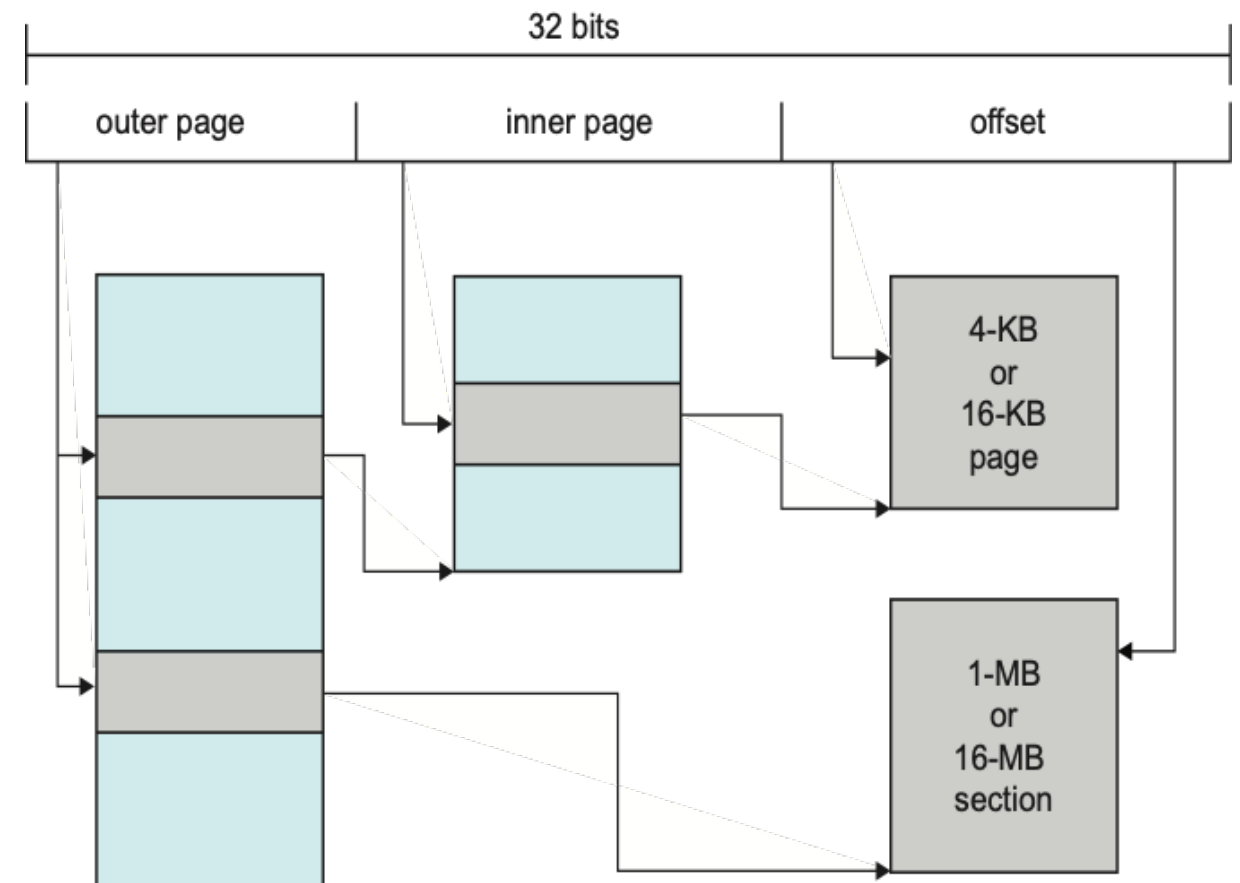 32 bits
outer page
inner page
offset
4-KB
or
16-KB
page
1-MB
or
16-MB
section